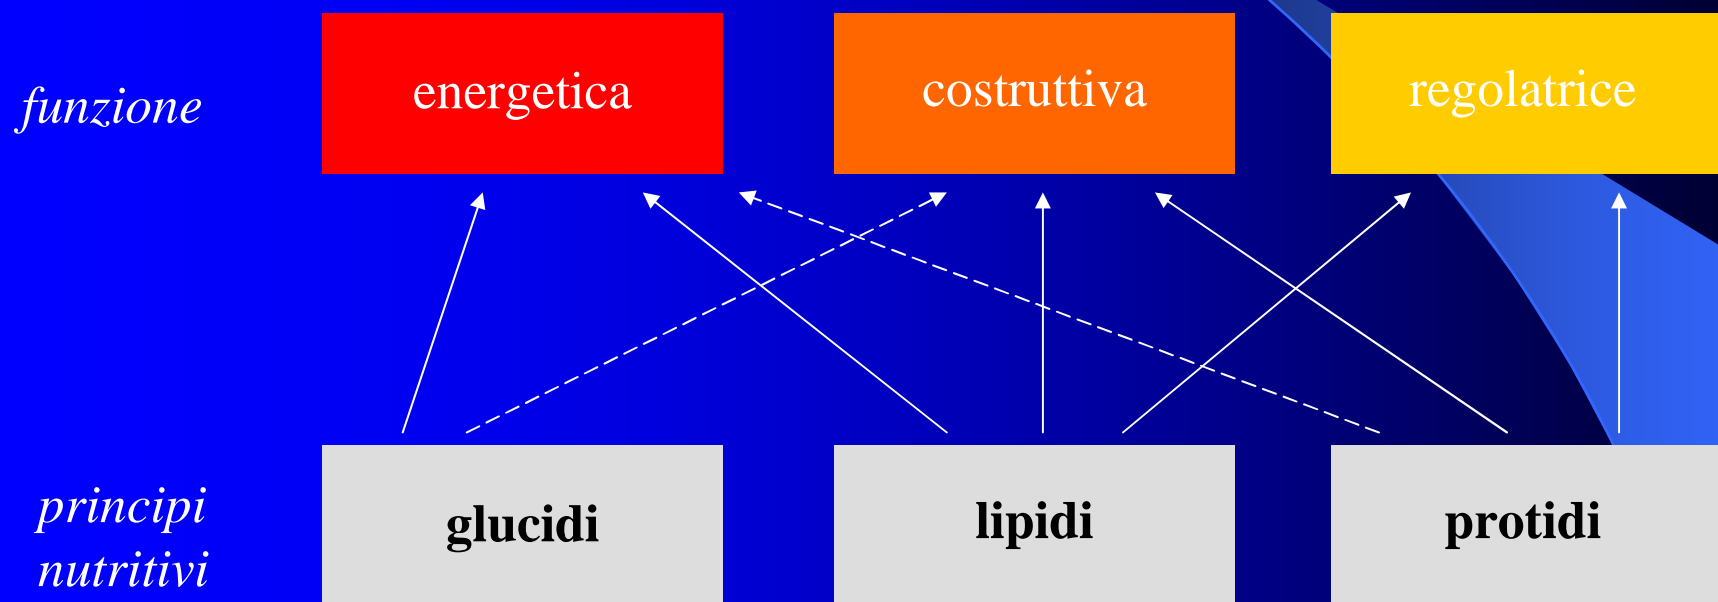 funzione
energetica
costruttiva
regolatrice
principi
nutritivi
glucidi
lipidi
protidi